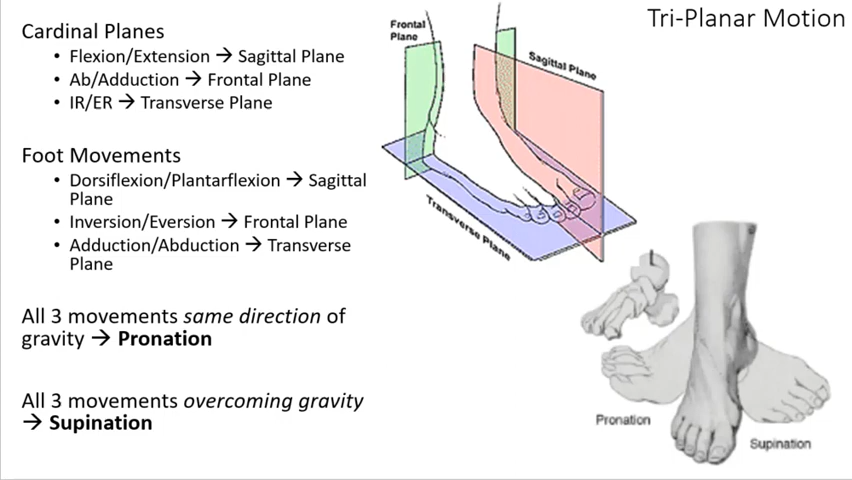 Tri-Planar Motion
Cardinal Planes
• Flexion/Extension → Sagittal Plane
• Ab/Adduction → Frontal Plane
• IR/ER → Transverse Plane
Foot Movements
• Dorsiflexion/Plantarflexion → Sagittal
Plane
• Inversion/Eversion → Frontal Plane
• Adduction/Abduction → Transverse
Plane
All 3 movements same direction of
gravity → Pronation
All 3 movements overcoming gravity
→ Supination
Frontal
Plane
Sagittal Plane
Transverse Plane
Pronation
Supination